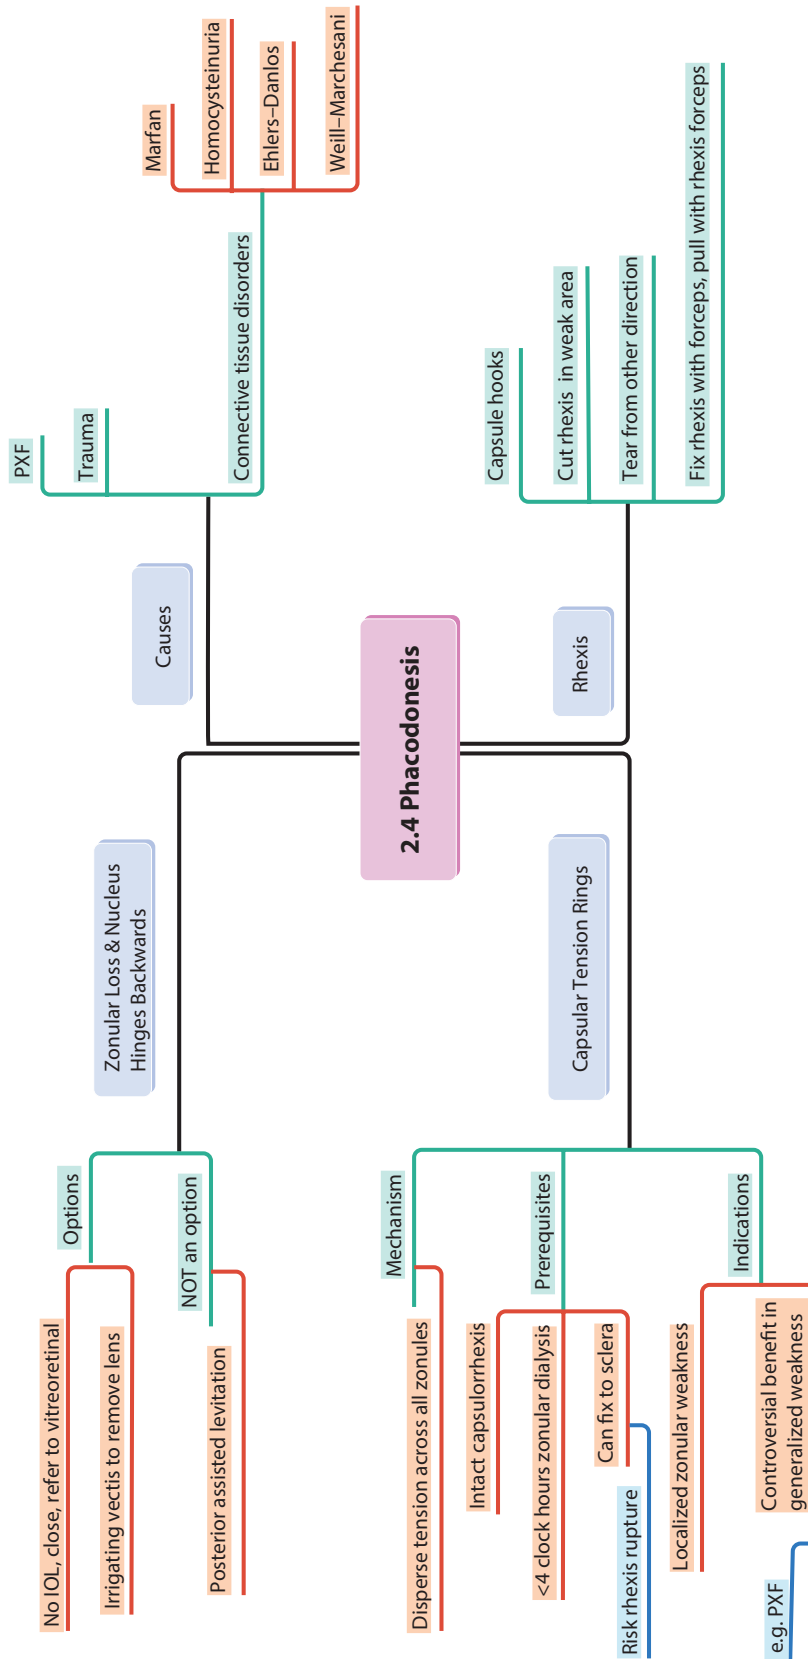 2.4 Phacodonesis
Causes
PXF
Trauma
Connective tissue disorders
Marfan
Homocysteinuria
Ehlers–Danlos
Weill–Marchesani
Rhexis
Capsule hooks
Cut rhexis in weak area
Tear from other direction
Fix rhexis with forceps, pull with rhexis forceps
Zonular Loss & Nucleus
Hinges Backwards
Options
No IOL, close, refer to vitreoretinal
Irrigating vectis to remove lens
NOT an option
Posterior assisted levitation
Capsular Tension Rings
Mechanism
Disperse tension across all zonules
Prerequisites
Intact capsulorrhexis
<4 clock hours zonular dialysis
Can fix to sclera
Risk rhexis rupture
Indications
Localized zonular weakness
Controversial benefit in
generalized weakness
e.g. PXF